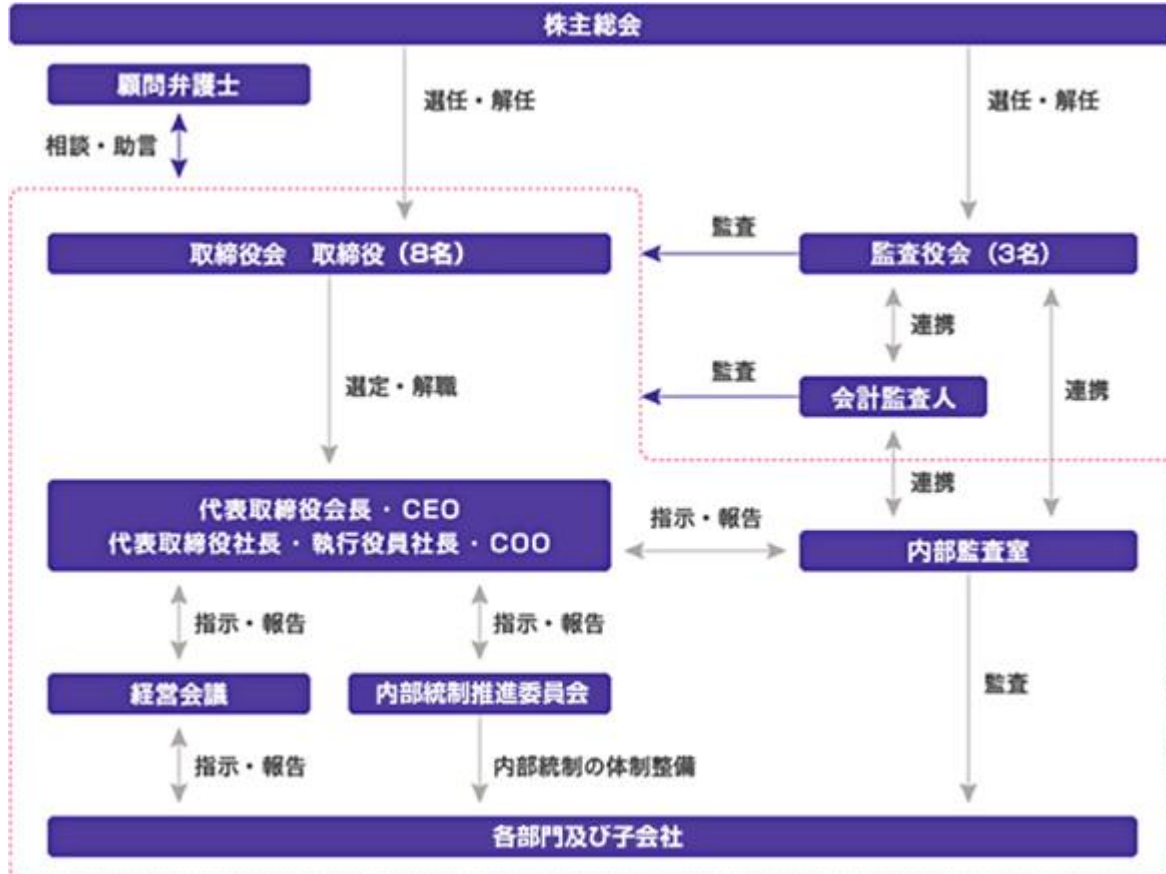 株主総会
顧問弁護士
選任・解任
選任・解任
相談・助言
取締役会　取締役（8名）
監査
監査役会（3名）
連携
選定・解職
監査
会計監査人
連携
連携
代表取締役会長・CEO
代表取締役社長・執行役員社長・COO
指示・報告
内部監査室
指示・報告
指示・報告
経営会議
内部統制推進委員会
監査
指示・報告
内部統制の体制整備
各部門及び子会社